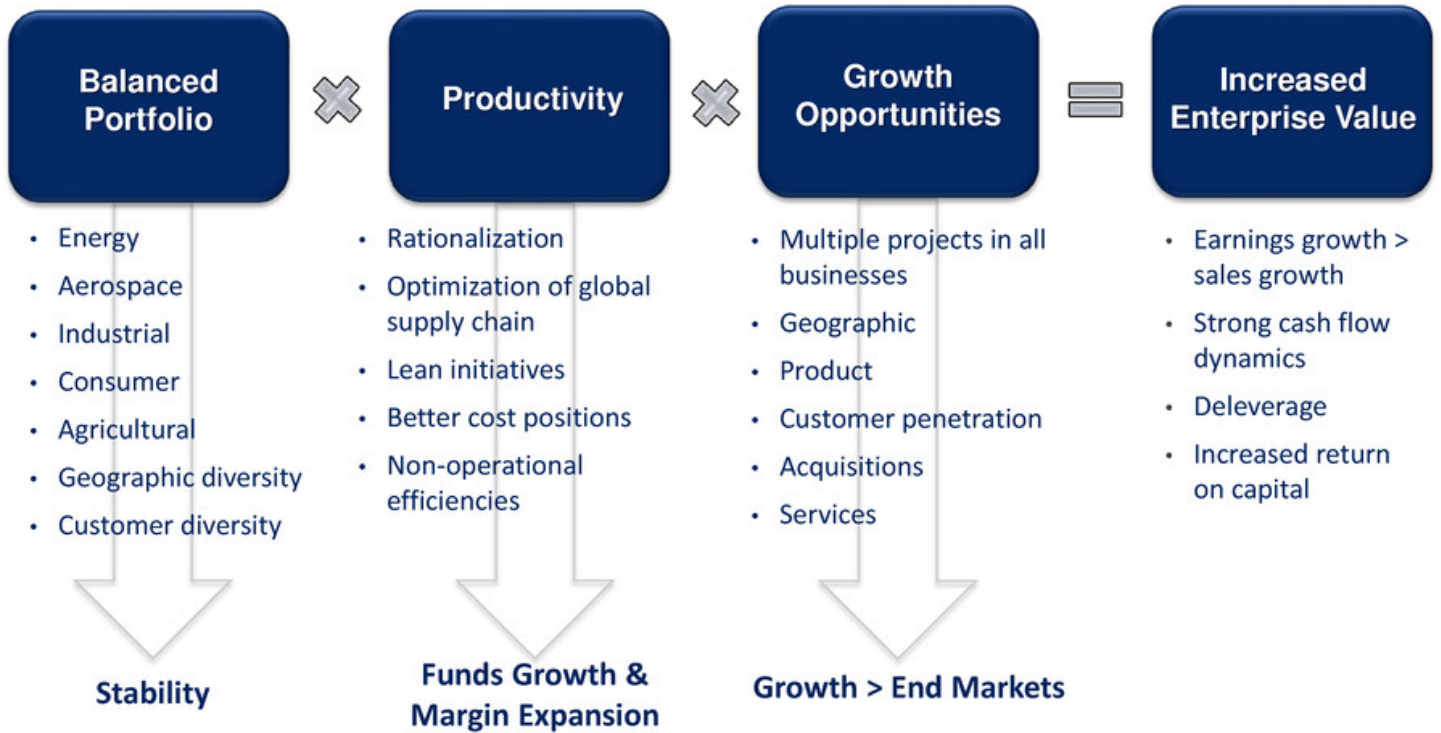 Balanced
Portfolio
Productivity
Growth
Opportunities
Increased
Enterprise Value
• Energy
• Aerospace
• Industrial
• Consumer
• Agricultural
• Geographic diversity
• Customer diversity
Stability
• Rationalization
• Optimization of global
supply chain
• Lean initiatives
• Better cost positions
• Non-operational
efficiencies
Funds Growth &
Margin Expansion
• Multiple projects in all
businesses
• Geographic
• Product
• Customer penetration
• Acquisitions
• Services
Growth > End Markets
• Earnings growth >
sales growth
• Strong cash flow
dynamics
• Deleverage
• Increased return
on capital